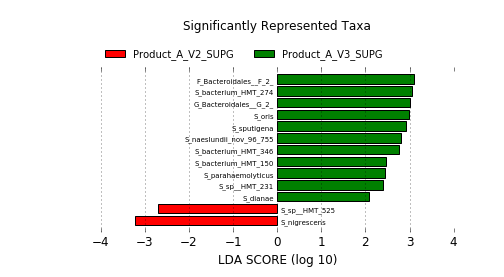 Significantly Represented Taxa
Product_A_V2_SUPG Product_A_V3_SUPG
F_Bacteroidales__F_2_
S_bacterium_HMT_274
G_Bacteroidales__G_2_
S_oris
S_sputigena
S_naeslundii_nov_96_755
S_bacterium_HMT_346
S_bacterium_HMT_150
S_parahaemolyticus
S_sp__HMT_231
S_dianae
S_sp__HMT_525
S_nigrescens
−4 −3 −2 −1 0 1 2 3 4
LDA SCORE (log 10)